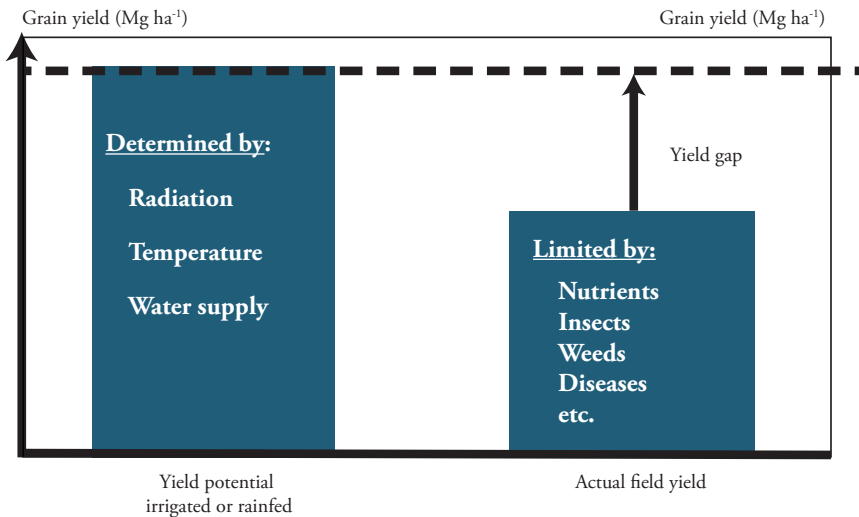 Grain yield (Mg ha-1)
Grain yield (Mg ha-1)
Determined by:
Radiation
Temperature
Water supply
Yield gap
Limited by:
Nutrients
Insects
Weeds
Diseases
etc.
Yield potential
irrigated or rainfed
Actual field yield